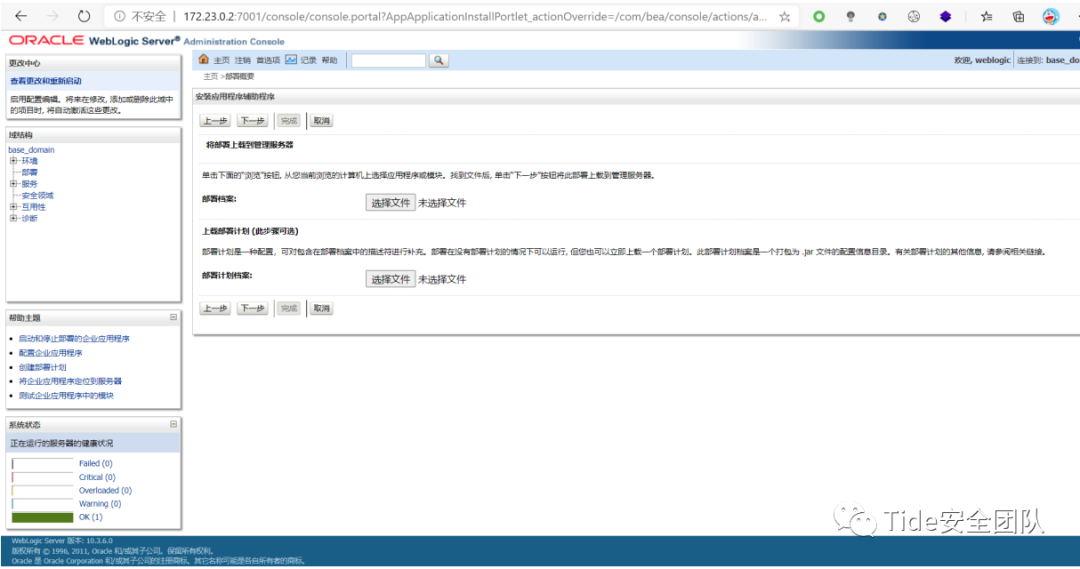 不安全 | 172.23.0.2:7001/console/console.portal?AppApplicationInstallPortlet_actionOverride=/com/bea/console/actions/a...
ORACLE WebLogic Server® Administration Console
更改中心
查看更改和重新启动
启用配置编辑。将来在修改, 添加或删除此域中
的项目时, 将自动激活这些更改。
域结构
base_domain
环境
部署
服务
安全领域
互用性
诊断
帮助主题
启动和停止部署的企业应用程序
配置企业应用程序
创建部署计划
将企业应用程序定位到服务器
测试企业应用程序中的模块
系统状态
正在运行的服务器的健康状况
Failed (0)
Critical (0)
Overloaded (0)
Warning (0)
OK (1)
主页 注销 首选项 记录 帮助
欢迎, weblogic 连接到: base_do
主页 >部署概要
安装应用程序辅助程序
上一步 下一步 完成 取消
将部署上载到管理服务器
单击下面的"浏览"按钮, 从您当前浏览的计算机上选择应用程序或模块。找到文件后, 单击"下一步"按钮将此部署上载到管理服务器。
部署档案: 选择文件 未选择文件
上载部署计划 (此步骤可选)
部署计划是一种配置，可对包含在部署档案中的描述符进行补充。部署在没有部署计划的情况下可以运行, 但您也可以立即上载一个部署计划。此部署计划档案是一个打包为 .jar 文件的配置信息目录。有关部署计划的其他信息, 请参阅相关链接。
部署计划档案: 选择文件 未选择文件
上一步 下一步 完成 取消
Tide安全团队
WebLogic Server 版本: 10.3.6.0
版权所有 © 1996, 2011, Oracle 和/或其子公司。保留所有权利。
Oracle 是 Oracle Corporation 和/或其子公司的注册商标。其它名称可能是各自所有者的商标。